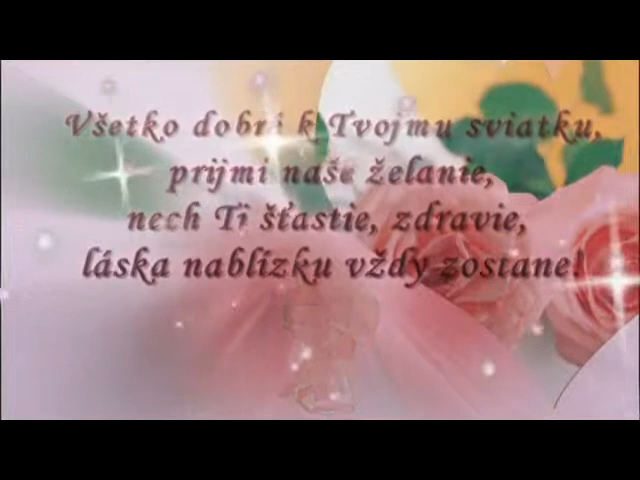 Všetko dobré k Tvojmu sviatku,
prijmi naše želanie,
nech Ti šťastie, zdravie,
láska nablízku vždy zostane!